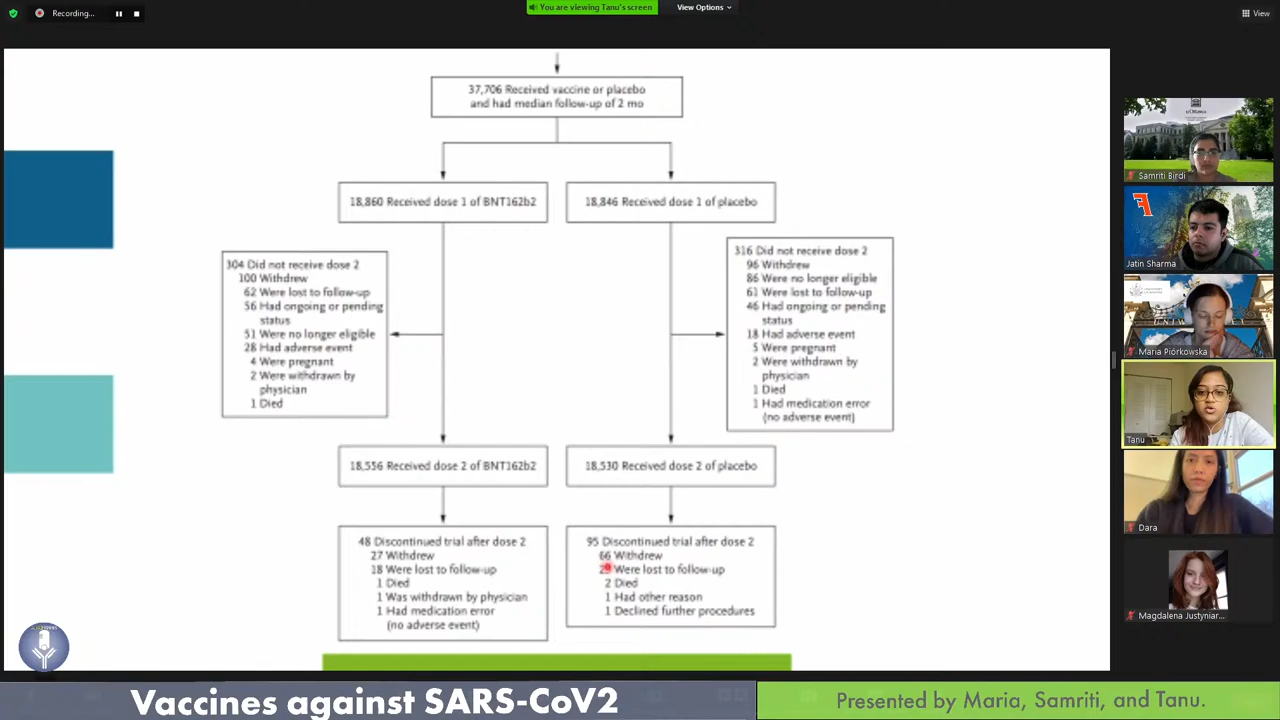 Recording...
You are viewing Tanu's screen
View Options
View
37,706 Received vaccine or placebo
and had median follow-up of 2 mo
18,860 Received dose 1 of BNT162b2
18,846 Received dose 1 of placebo
304 Did not receive dose 2
100 Withdrew
62 Were lost to follow-up
56 Had ongoing or pending
status
51 Were no longer eligible
28 Had adverse event
4 Were pregnant
2 Were withdrawn by
physician
1 Died
316 Did not receive dose 2
96 Withdrew
86 Were no longer eligible
61 Were lost to follow-up
46 Had ongoing or pending
status
18 Had adverse event
5 Were pregnant
2 Were withdrawn by
physician
1 Died
1 Had medication error
(no adverse event)
18,556 Received dose 2 of BNT162b2
18,530 Received dose 2 of placebo
48 Discontinued trial after dose 2
27 Withdrew
18 Were lost to follow-up
1 Died
1 Was withdrawn by physician
1 Had medication error
(no adverse event)
95 Discontinued trial after dose 2
66 Withdrew
Were lost to follow-up
2 Died
1 Had other reason
1 Declined further procedures
Samriti Birdi
Jatin Sharma
Maria Piórkowska
Tanu
Dara
Magdalena Justyniar...
Vaccines against SARS-CoV2
Presented by Maria, Samriti, and Tanu.